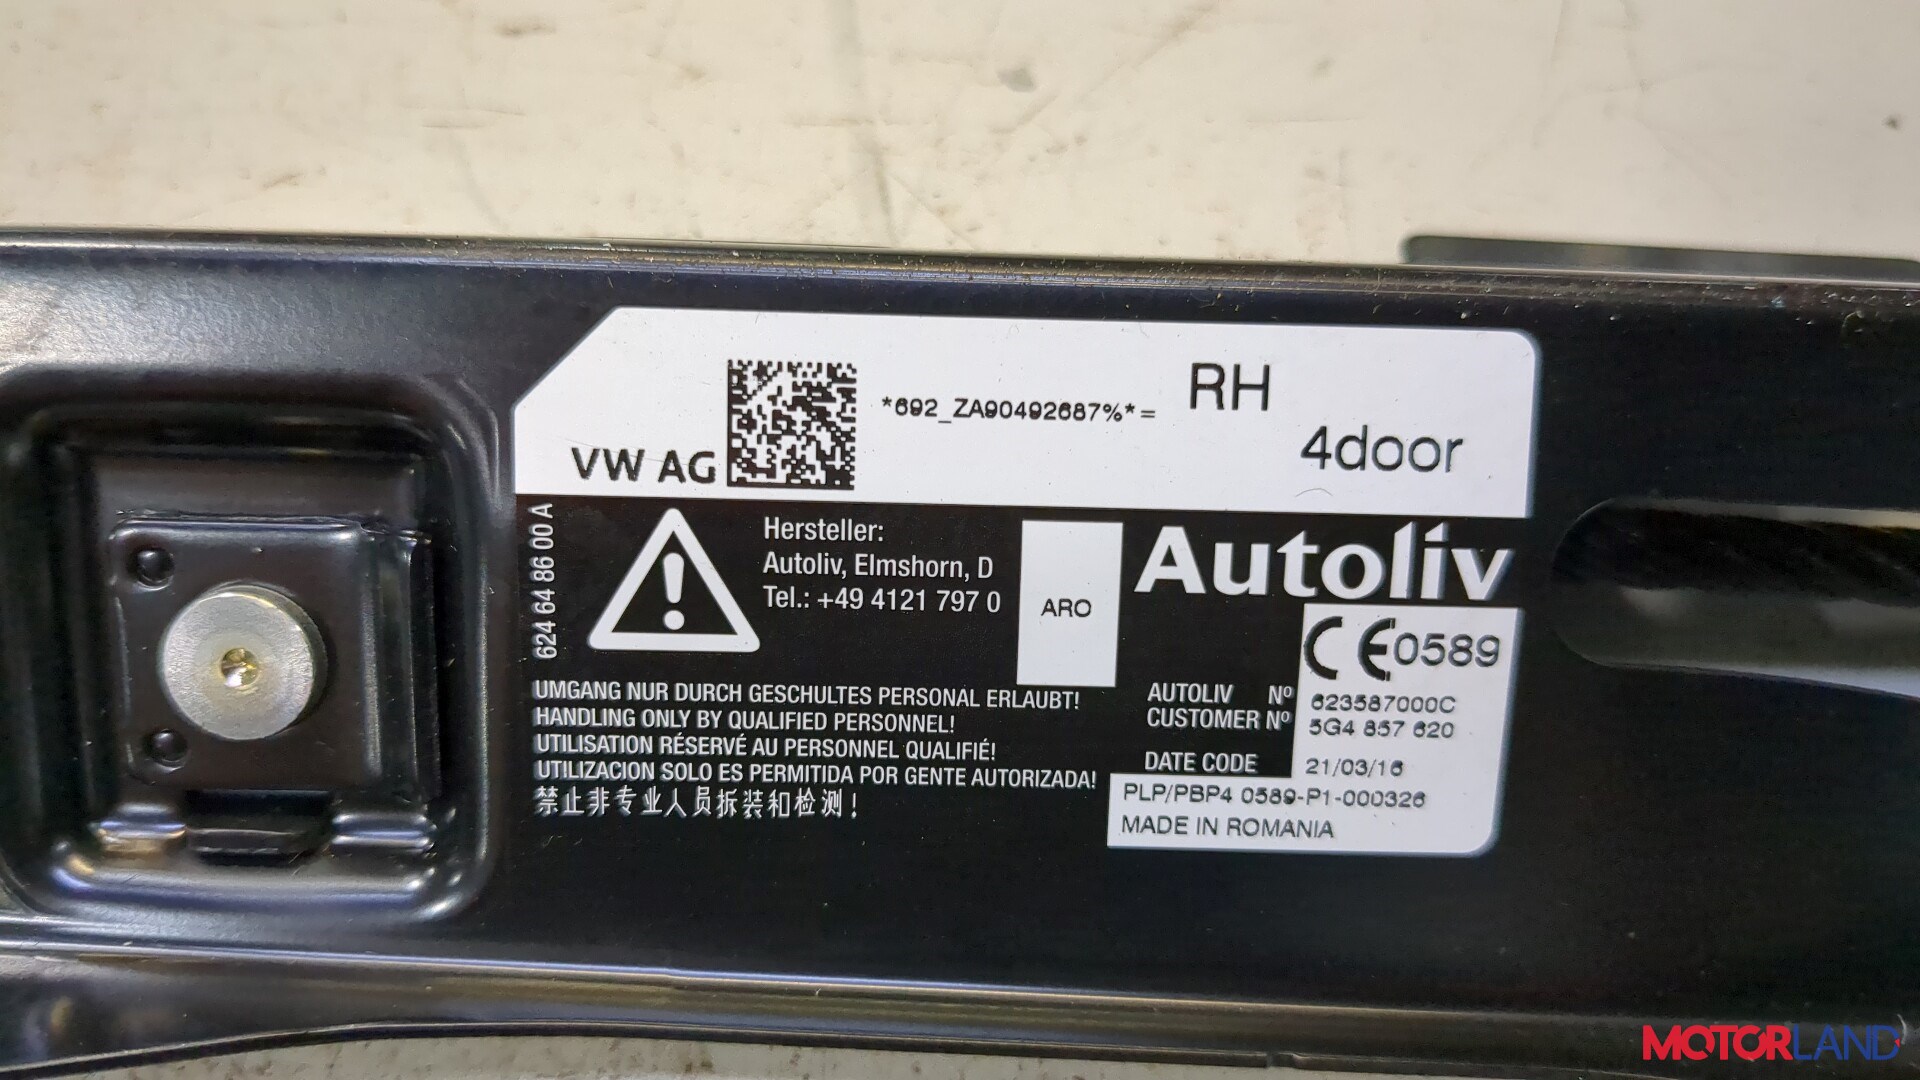 VW AG
*692_ZA90492687%*=
RH
4door
624 64 86 00 A
Hersteller:
Autoliv, Elmshorn, D
Tel.: +49 4121 797 0
ARO
Autoliv
CE0589
UMGANG NUR DURCH GESCHULTES PERSONAL ERLAUBT!
HANDLING ONLY BY QUALIFIED PERSONNEL!
UTILISATION RÉSERVÉ AU PERSONNEL QUALIFIÉ!
UTILIZACION SOLO ES PERMITIDA POR GENTE AUTORIZADA!
禁止非专业人员拆装和检测!
AUTOLIV Nº 623587000C
CUSTOMER Nº 5G4 857 620
DATE CODE 21/03/16
PLP/PBP4 0589-P1-000326
MADE IN ROMANIA
MOTORLAND